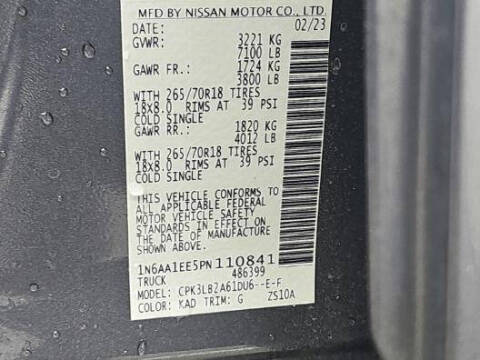 MFD BY NISSAN MOTOR CO., LTD.
DATE: 02/23
GVWR: 3221 KG
7100 LB
GAWR FR.: 1724 KG
3800 LB
WITH 265/70R18 TIRES
18x8.0 RIMS AT 39 PSI
COLD SINGLE
GAWR RR.: 1820 KG
4012 LB
WITH 265/70R18 TIRES
18x8.0 RIMS AT 39 PSI
COLD SINGLE
THIS VEHICLE CONFORMS TO
ALL APPLICABLE FEDERAL
MOTOR VEHICLE SAFETY
STANDARDS IN EFFECT ON THE
DATE OF MANUFACTURE
SHOWN ABOVE.
1N6AA1EE5PN110841
TRUCK 486399
MODEL: CPK3LBZA61DU6--E-F
COLOR: KAD TRIM: G ZS10A